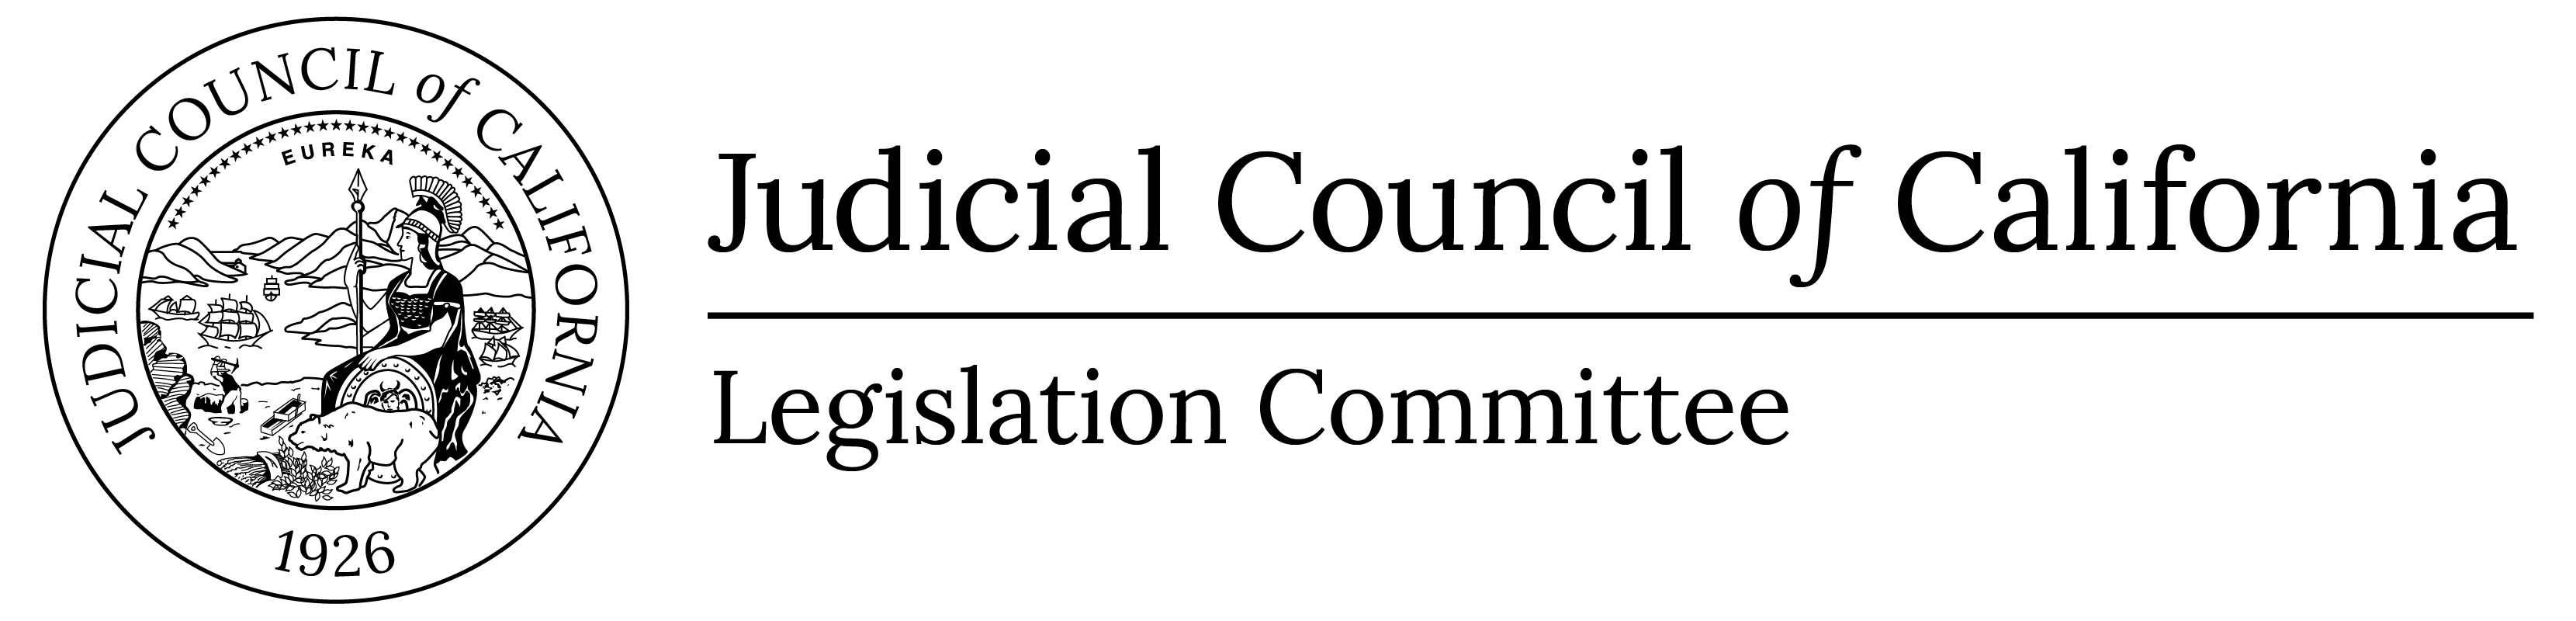 JUDICIAL COUNCIL of CALIFORNIA
EUREKA
1926
Judicial Council of California
Legislation Committee